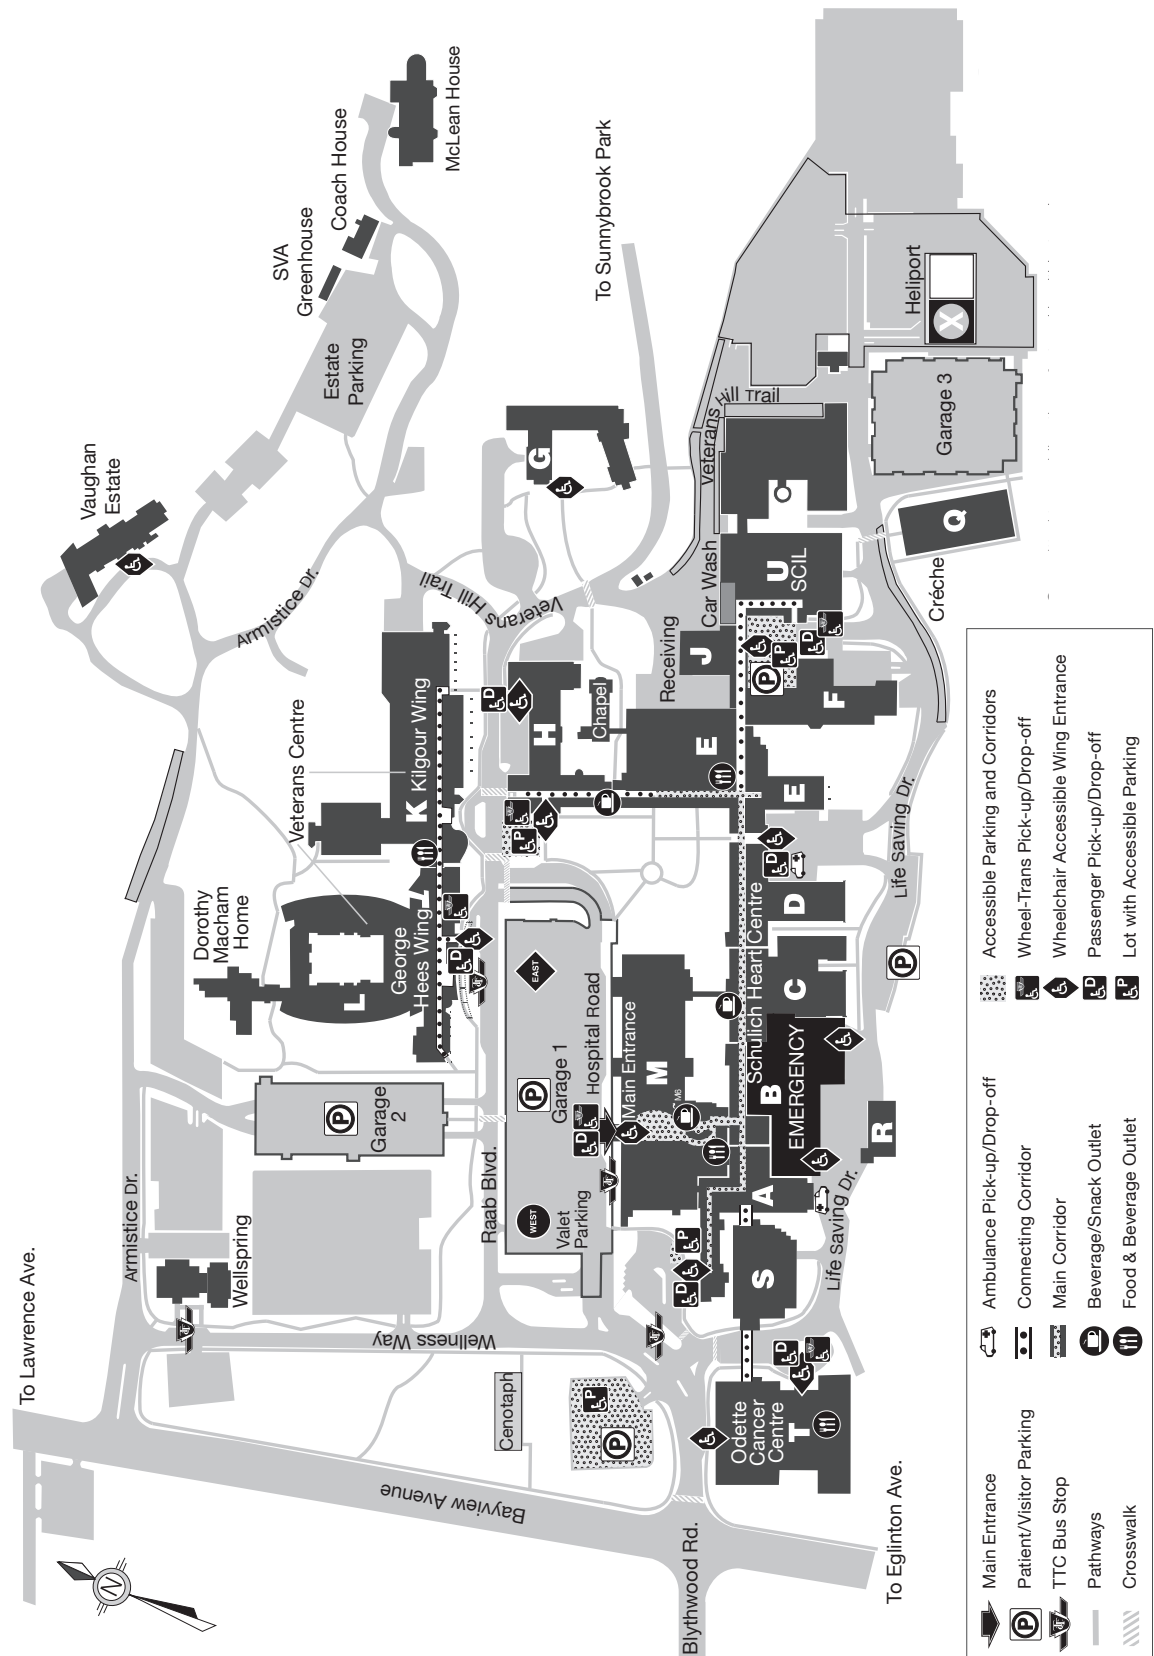 To Lawrence Ave.
Armistice Dr.
Wellspring
Wellness Way
Bayview Avenue
Cenotaph
Blythwood Rd.
To Eglinton Ave.
Raab Blvd.
Garage
2
P
Dorothy
Macham
Home
Veterans Centre
George
Hees Wing
L
K Kilgour Wing
Vaughan
Estate
Armistice Dr.
Estate
Parking
SVA
Greenhouse
Coach House
McLean House
To Sunnybrook Park
Veterans Hill Trail
G
H
Chapel
Receiving
J
Car Wash
Veterans Hill Trail
U
SCIL
Q
Créche
Garage 3
Heliport
X
F
E
E
D
C
Schulich Heart Centre
B
EMERGENCY
R
A
S
Life Saving Dr.
Life Saving Dr.
Odette
Cancer
Centre
T
M
M6
Main Entrance
Hospital Road
Garage 1
EAST
WEST
Valet
Parking
P
P
P
P
P
P
P
P
P
D
D
D
D
D
D
D
D
N
Main Entrance
Patient/Visitor Parking
TTC Bus Stop
Pathways
Crosswalk
Ambulance Pick-up/Drop-off
Connecting Corridor
Main Corridor
Beverage/Snack Outlet
Food & Beverage Outlet
Accessible Parking and Corridors
Wheel-Trans Pick-up/Drop-off
Wheelchair Accessible Wing Entrance
Passenger Pick-up/Drop-off
Lot with Accessible Parking